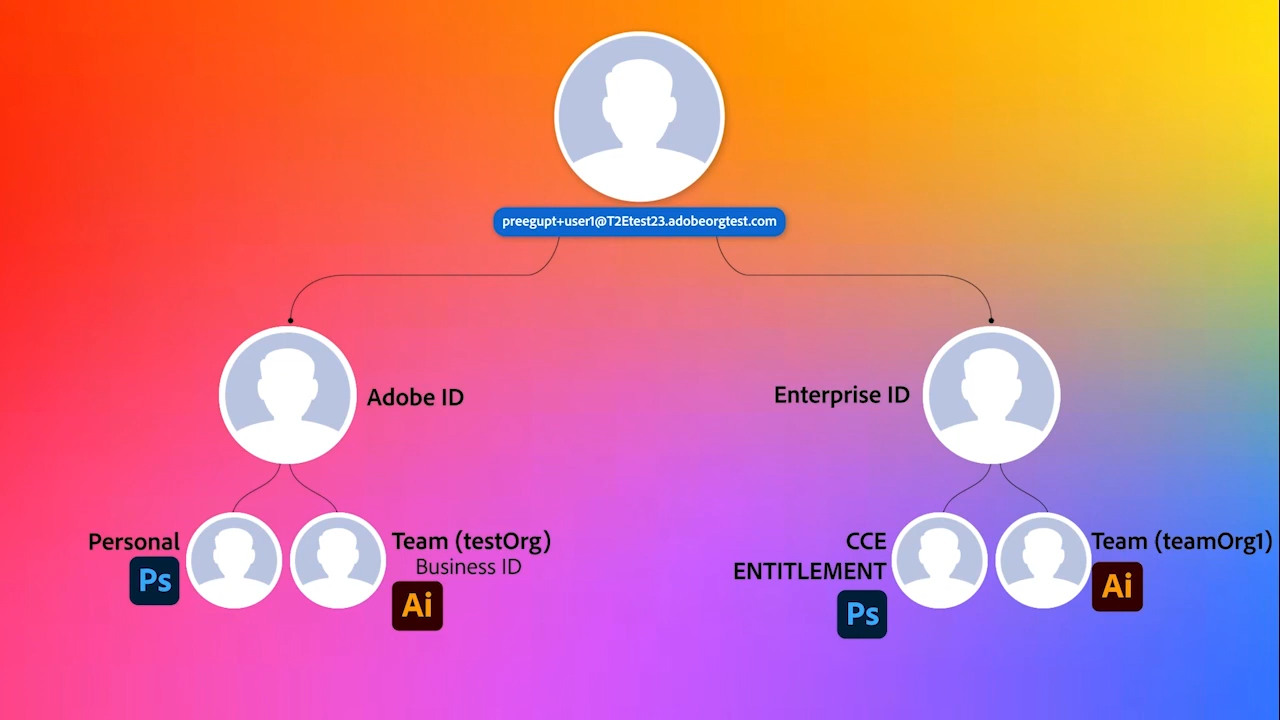 preegupt+user1@T2Etest23.adobeorgtest.com
Adobe ID
Enterprise ID
Personal
Ps
Team (testOrg)
Business ID
Ai
CCE
ENTITLEMENT
Ps
Team (teamOrg1)
Ai